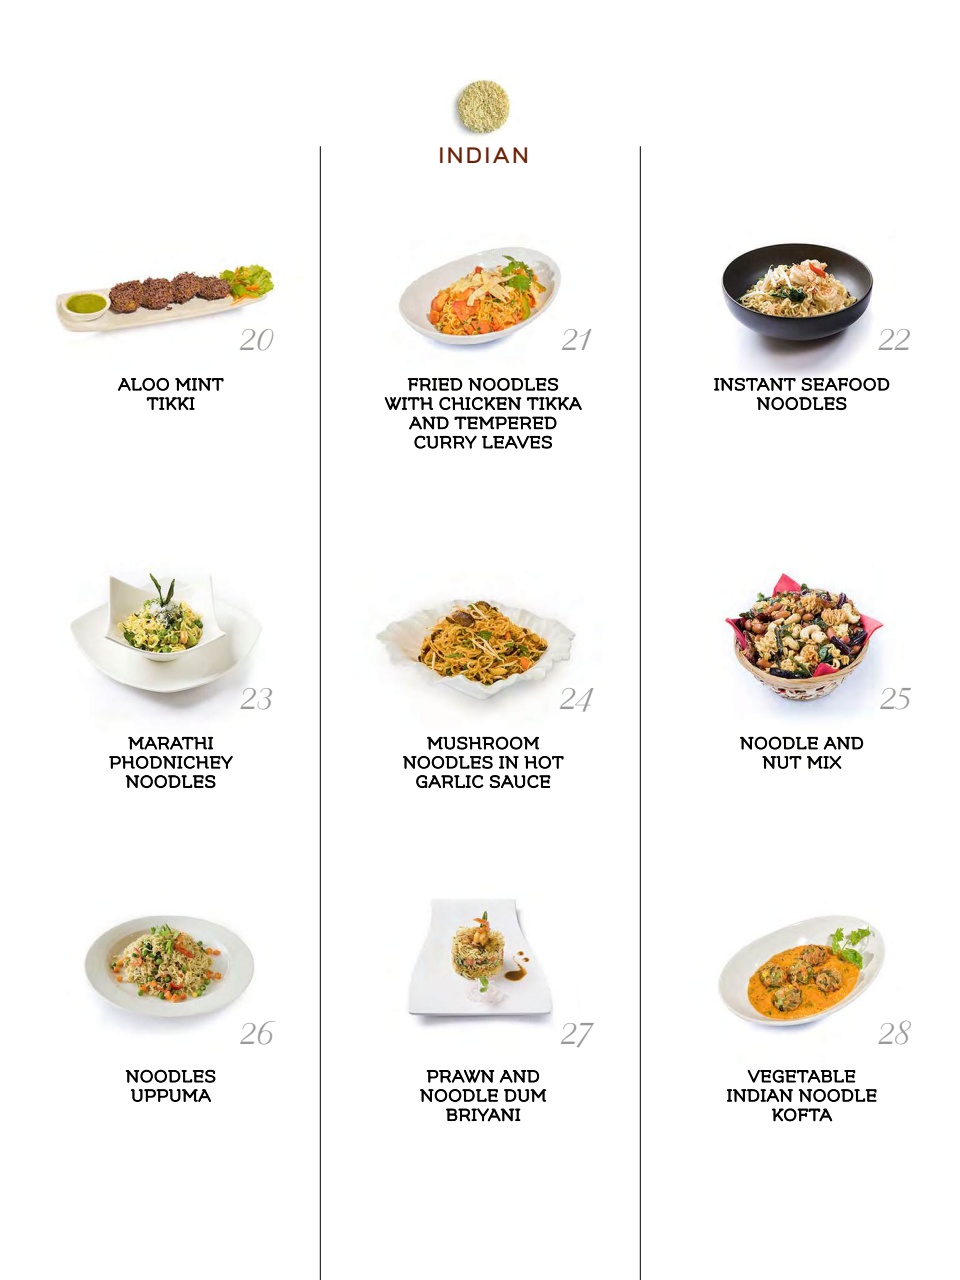 INDIAN
20
ALOO MINT
TIKKI
21
FRIED NOODLES
WITH CHICKEN TIKKA
AND TEMPERED
CURRY LEAVES
22
INSTANT SEAFOOD
NOODLES
23
MARATHI
PHODNICHEY
NOODLES
24
MUSHROOM
NOODLES IN HOT
GARLIC SAUCE
25
NOODLE AND
NUT MIX
26
NOODLES
UPPUMA
27
PRAWN AND
NOODLE DUM
BRIYANI
28
VEGETABLE
INDIAN NOODLE
KOFTA